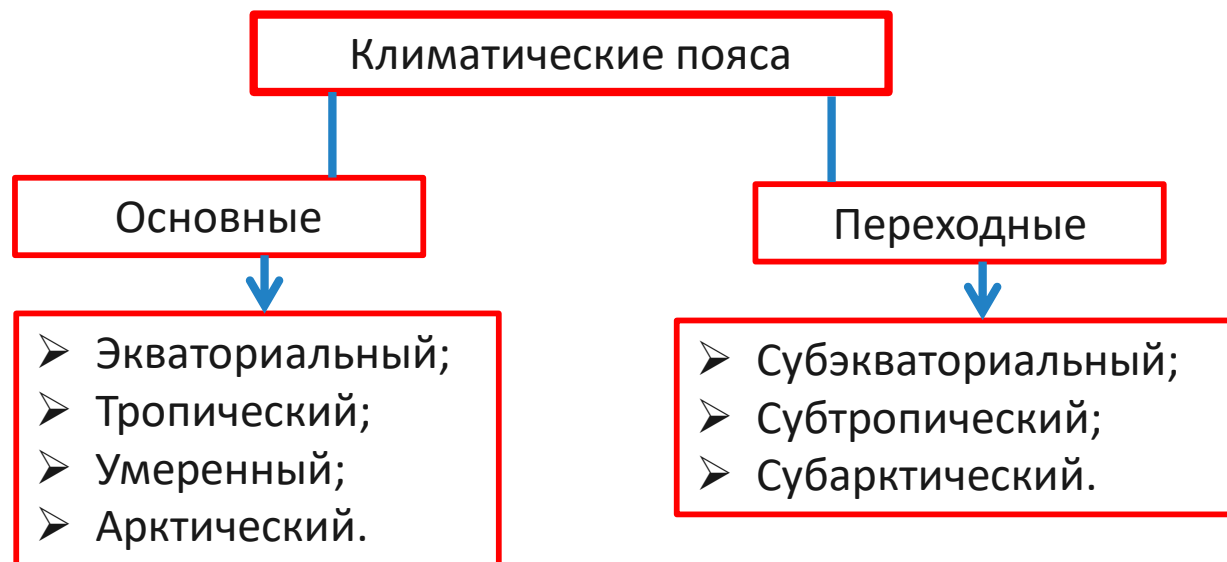 Климатические пояса
Основные
Переходные
➢ Экваториальный;
➢ Тропический;
➢ Умеренный;
➢ Арктический.
➢ Субэкваториальный;
➢ Субтропический;
➢ Субарктический.